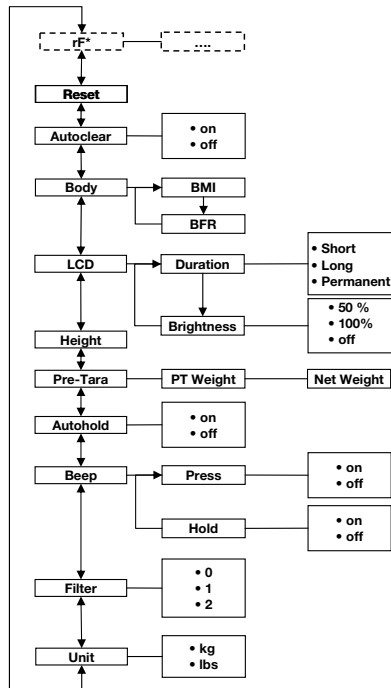 rF*
....
Reset
Autoclear
• on
• off
Body
BMI
BFR
LCD
Duration
• Short
• Long
• Permanent
Brightness
• 50 %
• 100%
• off
Height
Pre-Tara
PT Weight
Net Weight
Autohold
• on
• off
Beep
Press
• on
• off
Hold
• on
• off
Filter
• 0
• 1
• 2
Unit
• kg
• lbs